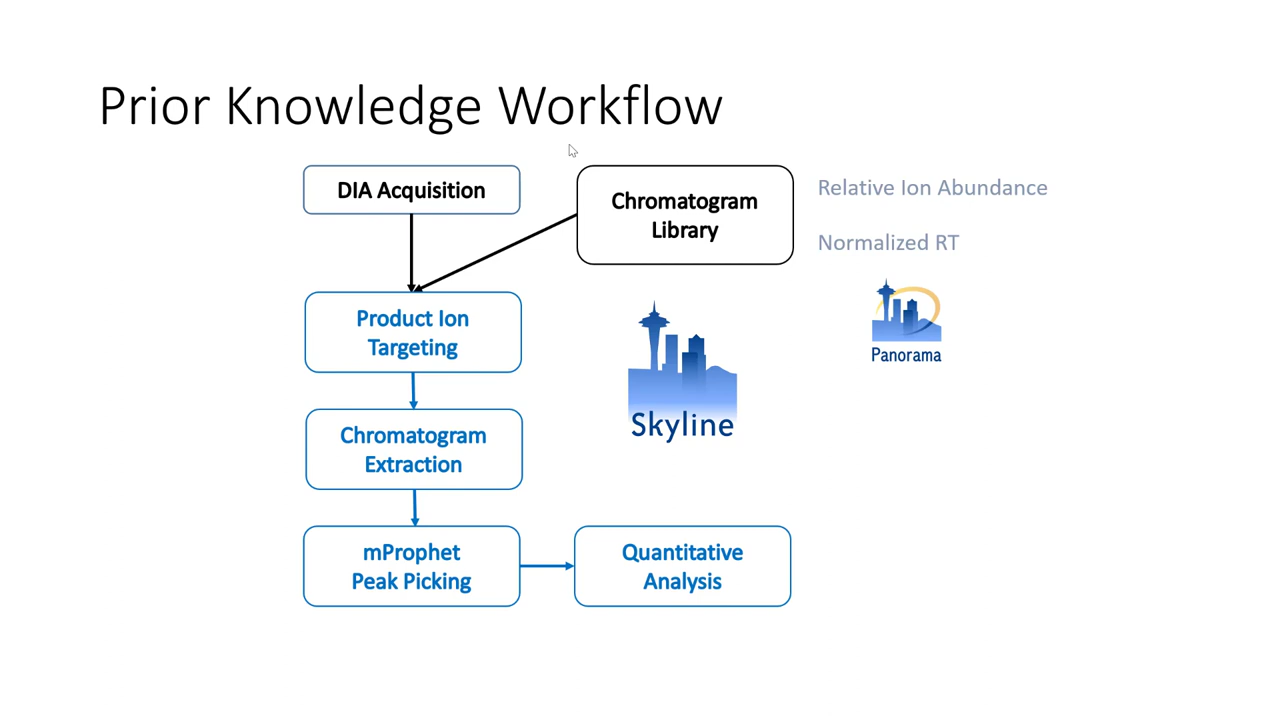 Prior Knowledge Workflow
DIA Acquisition
Chromatogram
Library
Relative Ion Abundance
Normalized RT
Panorama
Product Ion
Targeting
Skyline
Chromatogram
Extraction
mProphet
Peak Picking
Quantitative
Analysis